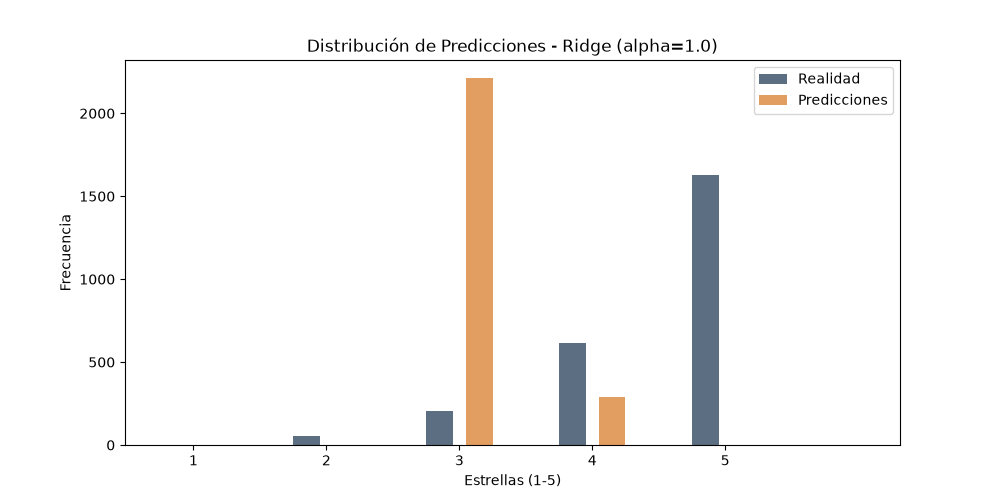 Distribución de Predicciones - Ridge (alpha=1.0)
Realidad
Predicciones
2000
1500
1000
500
0
Frecuencia
1 2 3 4 5
Estrellas (1-5)